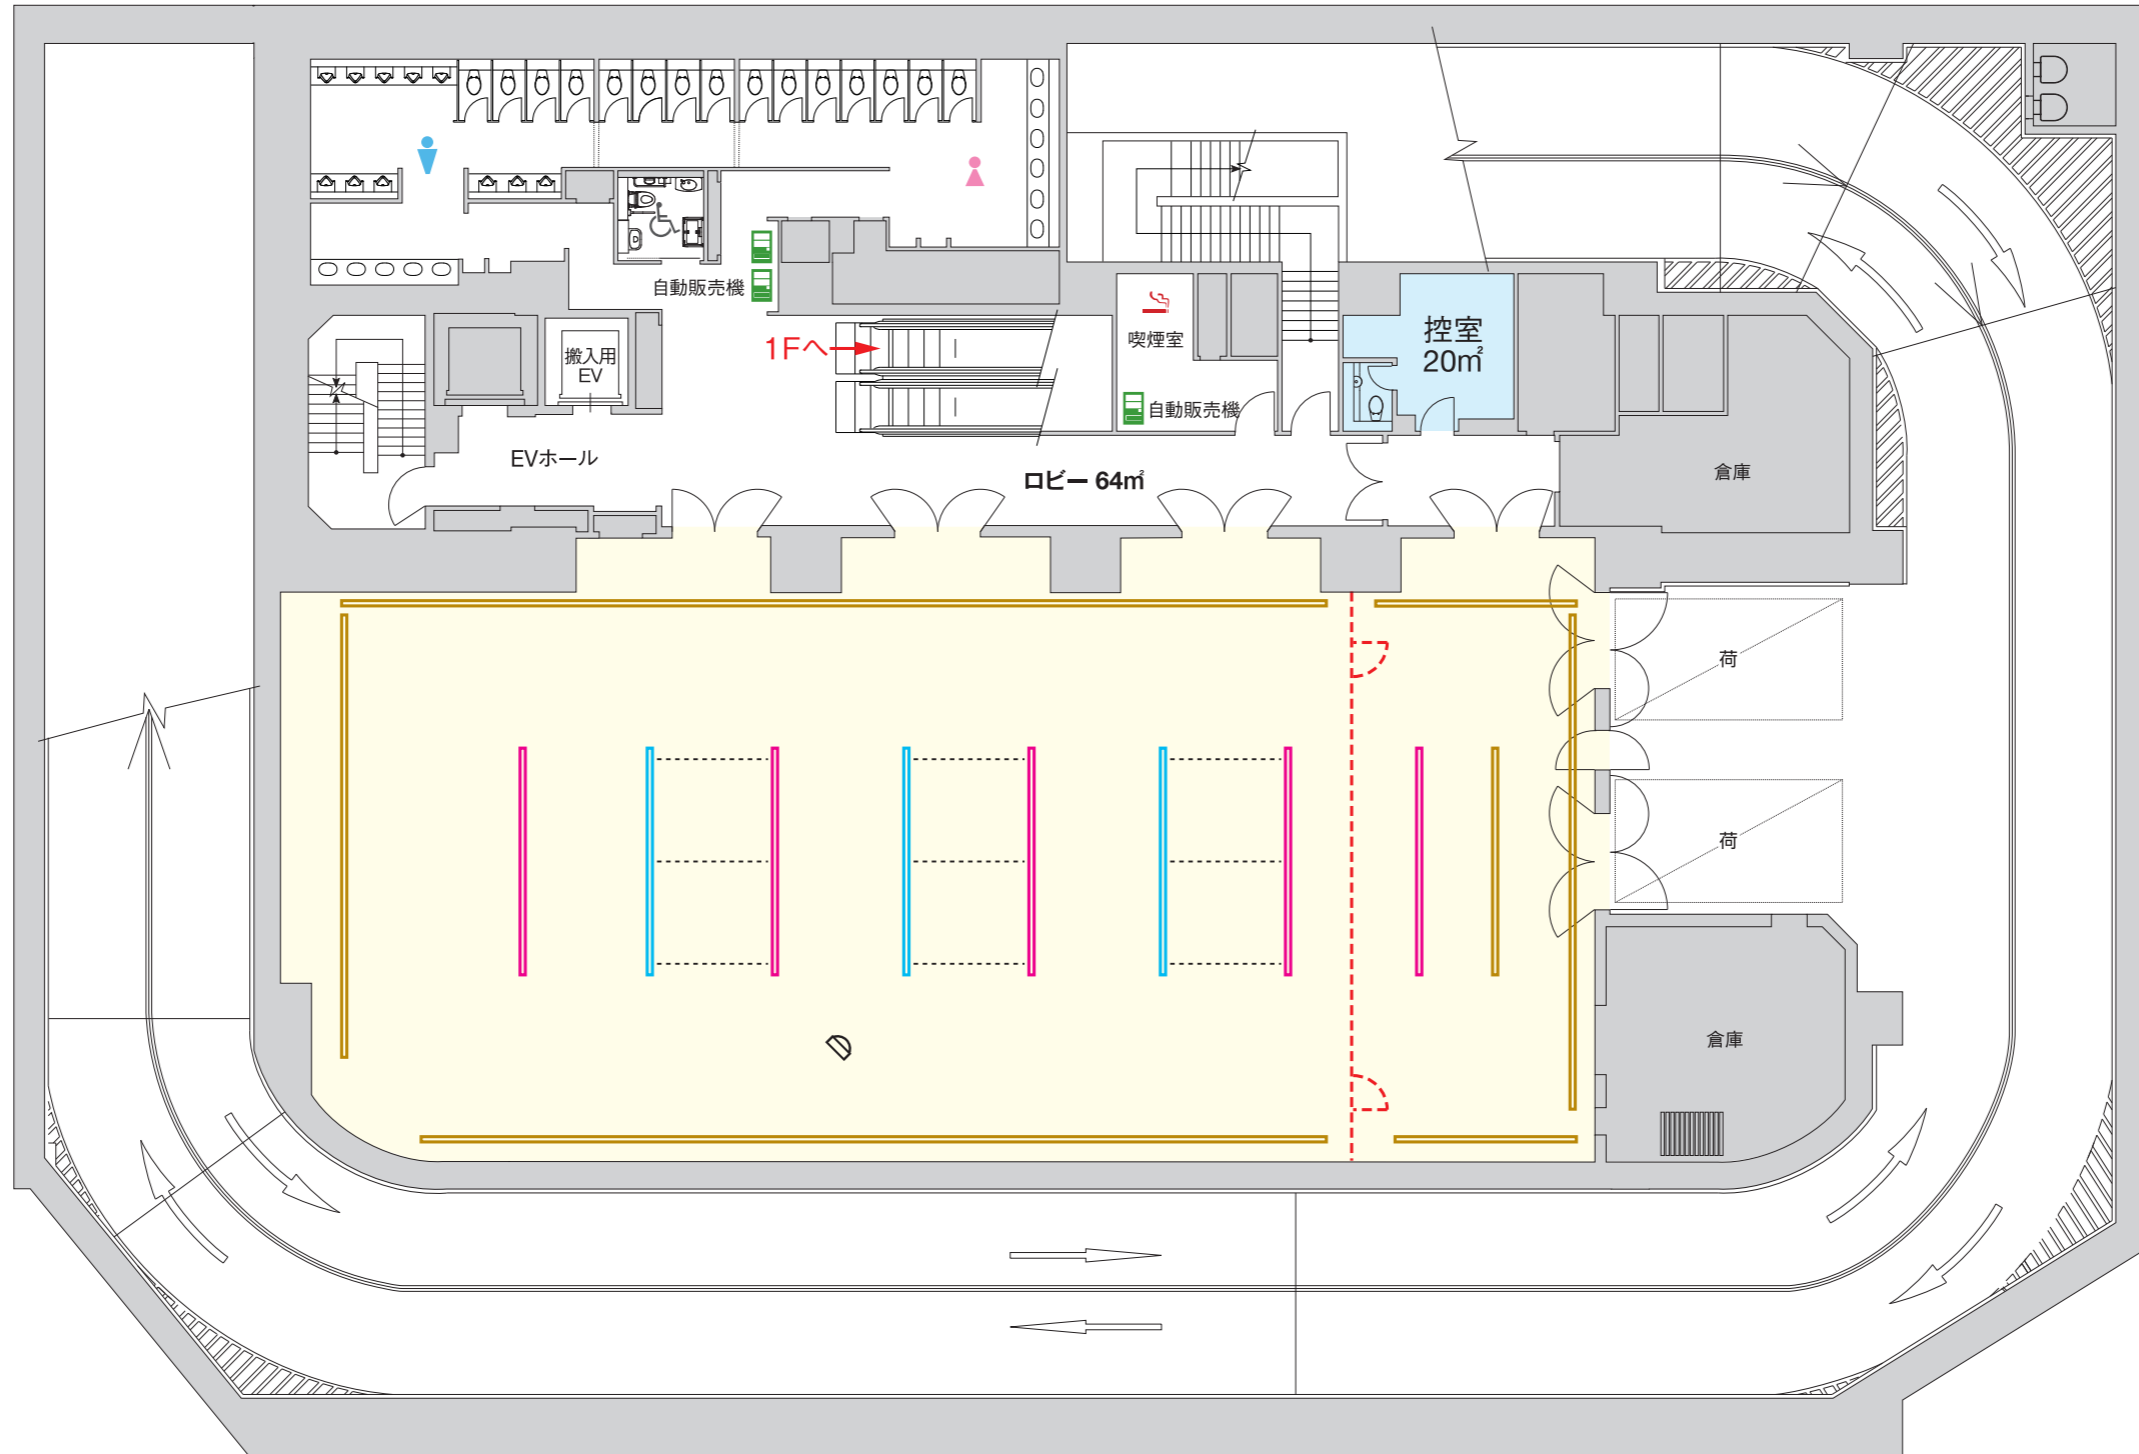 自動販売機
搬入用
EV
1Fへ
喫煙室
自動販売機
控室
20㎡
EVホール
ロビー 64㎡
倉庫
荷
荷
倉庫